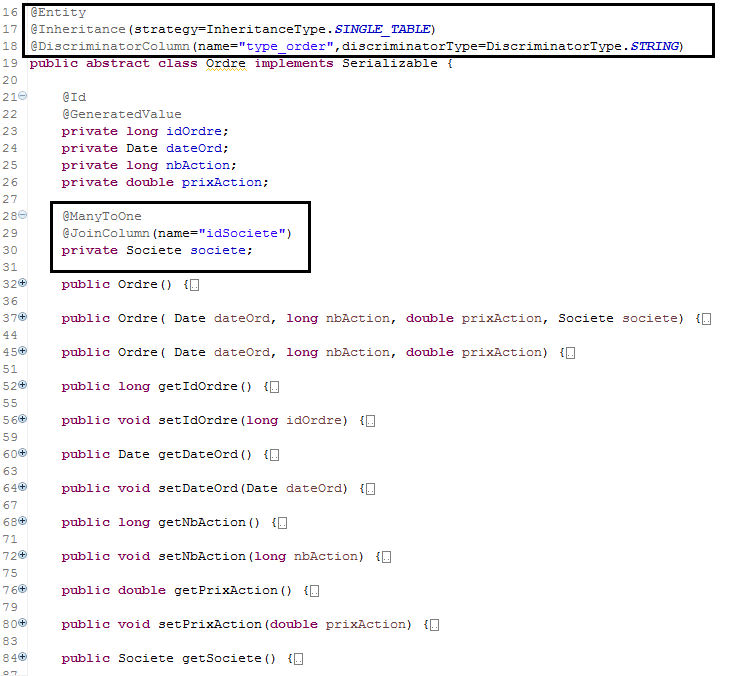 16 @Entity
17 @Inheritance(strategy=InheritanceType.SINGLE_TABLE)
18 @DiscriminatorColumn(name="type_order",discriminatorType=DiscriminatorType.STRING)
19 public abstract class Ordre implements Serializable {
20
21 @Id
22 @GeneratedValue
23 private long idOrdre;
24 private Date dateOrd;
25 private long nbAction;
26 private double prixAction;
27
28 @ManyToOne
29 @JoinColumn(name="idSociete")
30 private Societe societe;
31
32 public Ordre() {
36
37 public Ordre( Date dateOrd, long nbAction, double prixAction, Societe societe) {
44
45 public Ordre( Date dateOrd, long nbAction, double prixAction) {
51
52 public long getIdOrdre() {
55
56 public void setIdOrdre(long idOrdre) {
59
60 public Date getDateOrd() {
63
64 public void setDateOrd(Date dateOrd) {
67
68 public long getNbAction() {
71
72 public void setNbAction(long nbAction) {
75
76 public double getPrixAction() {
79
80 public void setPrixAction(double prixAction) {
83
84 public Societe getSociete() {
87